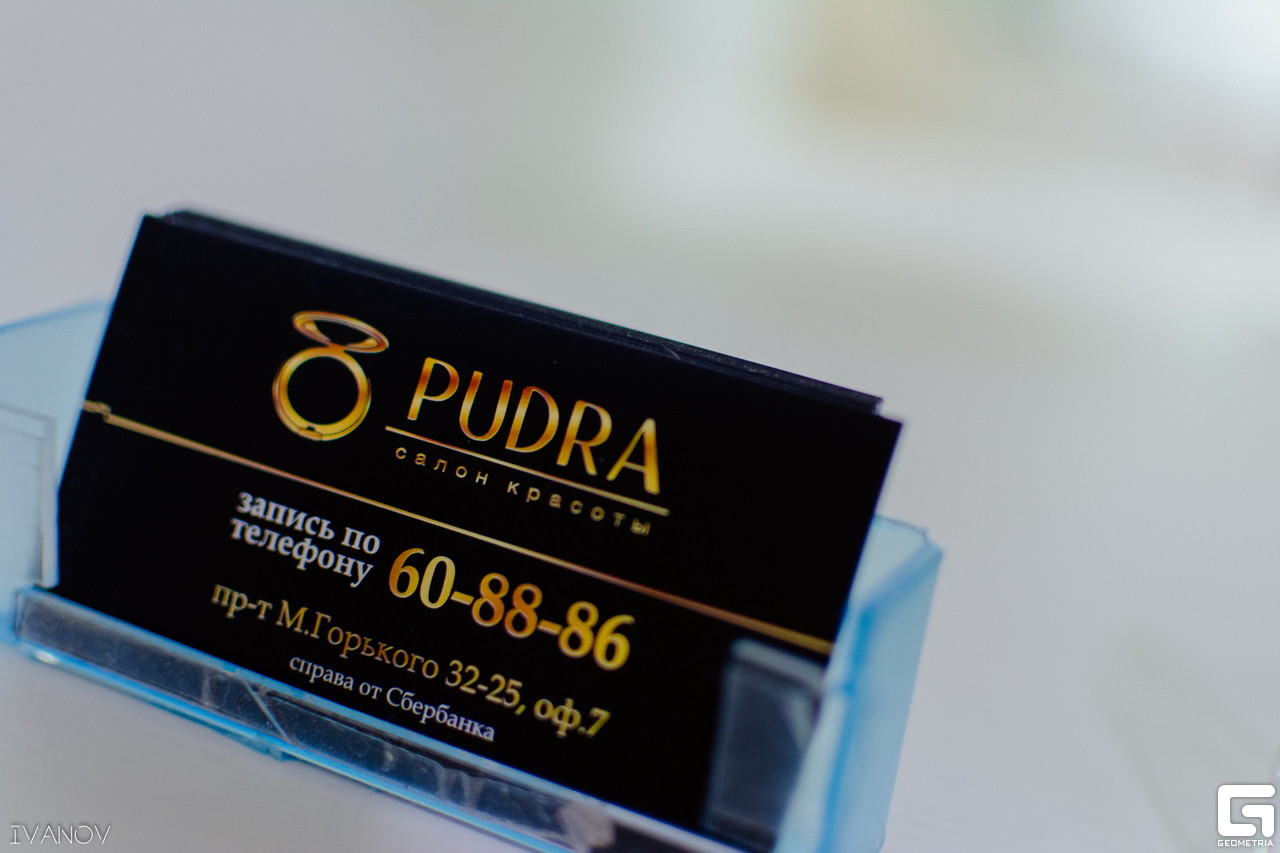 PUDRA
салон красоты
запись по
телефону 60-88-86
пр-т М.Горького 32-25, оф.7
справа от Сбербанка
IVANOV
GEOMETRIA